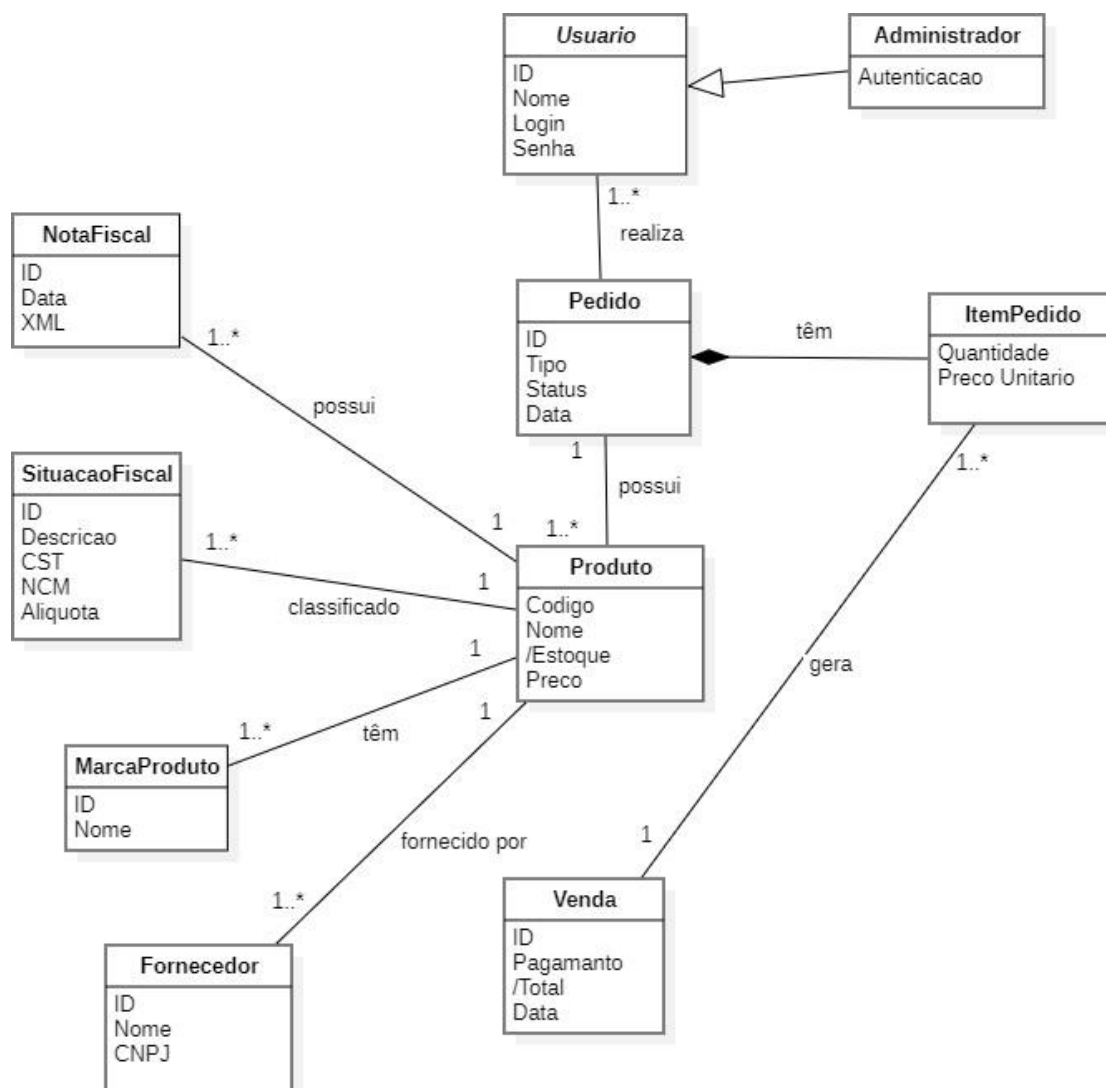 Usuario
ID
Nome
Login
Senha
Administrador
Autenticacao
1..*
realiza
NotaFiscal
ID
Data
XML
1..*
possui
1
Pedido
ID
Tipo
Status
Data
têm
ItemPedido
Quantidade
Preco Unitario
1
possui
1..*
1..*
SituacaoFiscal
ID
Descricao
CST
NCM
Aliquota
1..*
classificado
1
Produto
Codigo
Nome
/Estoque
Preco
gera
MarcaProduto
ID
Nome
1..*
têm
1
1
fornecido por
1..*
1
Fornecedor
ID
Nome
CNPJ
Venda
ID
Pagamanto
/Total
Data